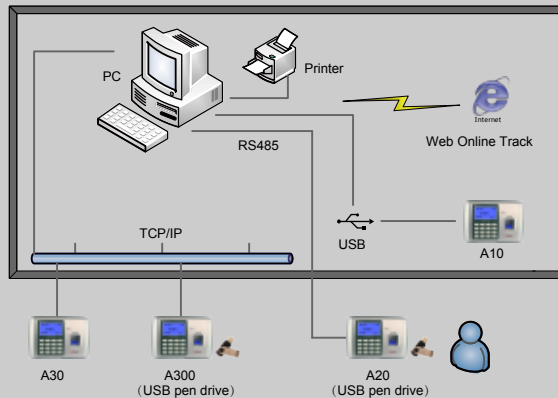 PC
Printer
Internet
Web Online Track
RS485
TCP/IP
USB
A10
A30
A300
（USB pen drive）
A20
（USB pen drive）